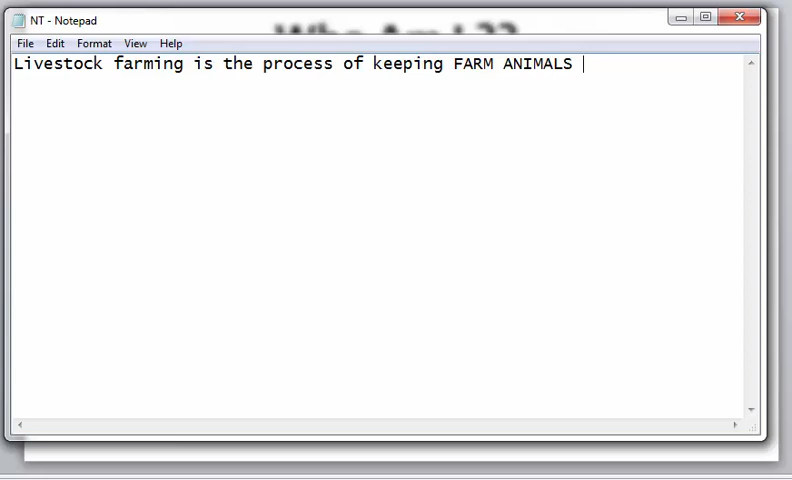 NT - Notepad
File Edit Format View Help
Livestock farming is the process of keeping FARM ANIMALS